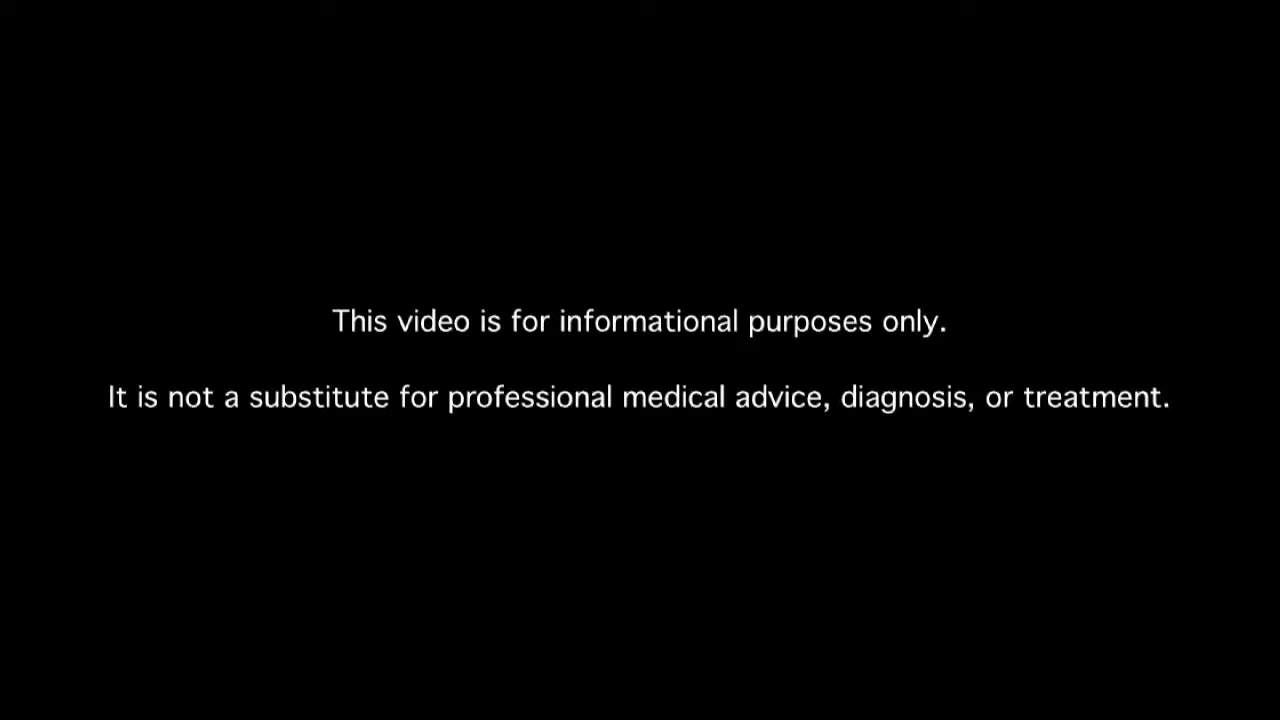 This video is for informational purposes only.
It is not a substitute for professional medical advice, diagnosis, or treatment.